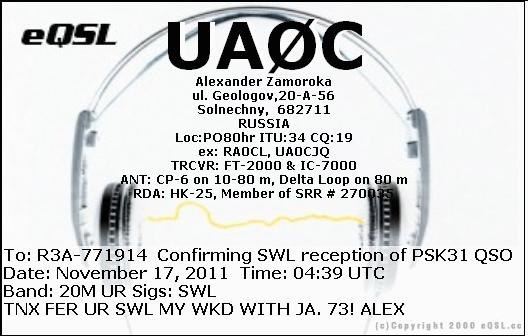 eQSL
UAØC
Alexander Zamoroka
ul. Geologov,20-A-56
Solnechny, 682711
RUSSIA
Loc:PO80hr ITU:34 CQ:19
ex: RA0CL, UA0CJQ
TRCVR: FT-2000 & IC-7000
ANT: CP-6 on 10-80 m, Delta Loop on 80 m
RDA: HK-25, Member of SRR # 270035
To: R3A-771914 Confirming SWL reception of PSK31 QSO
Date: November 17, 2011 Time: 04:39 UTC
Band: 20M UR Sigs: SWL
TNX FER UR SWL MY WKD WITH JA. 73! ALEX
(c)Copyright 2000 eQSL.cc